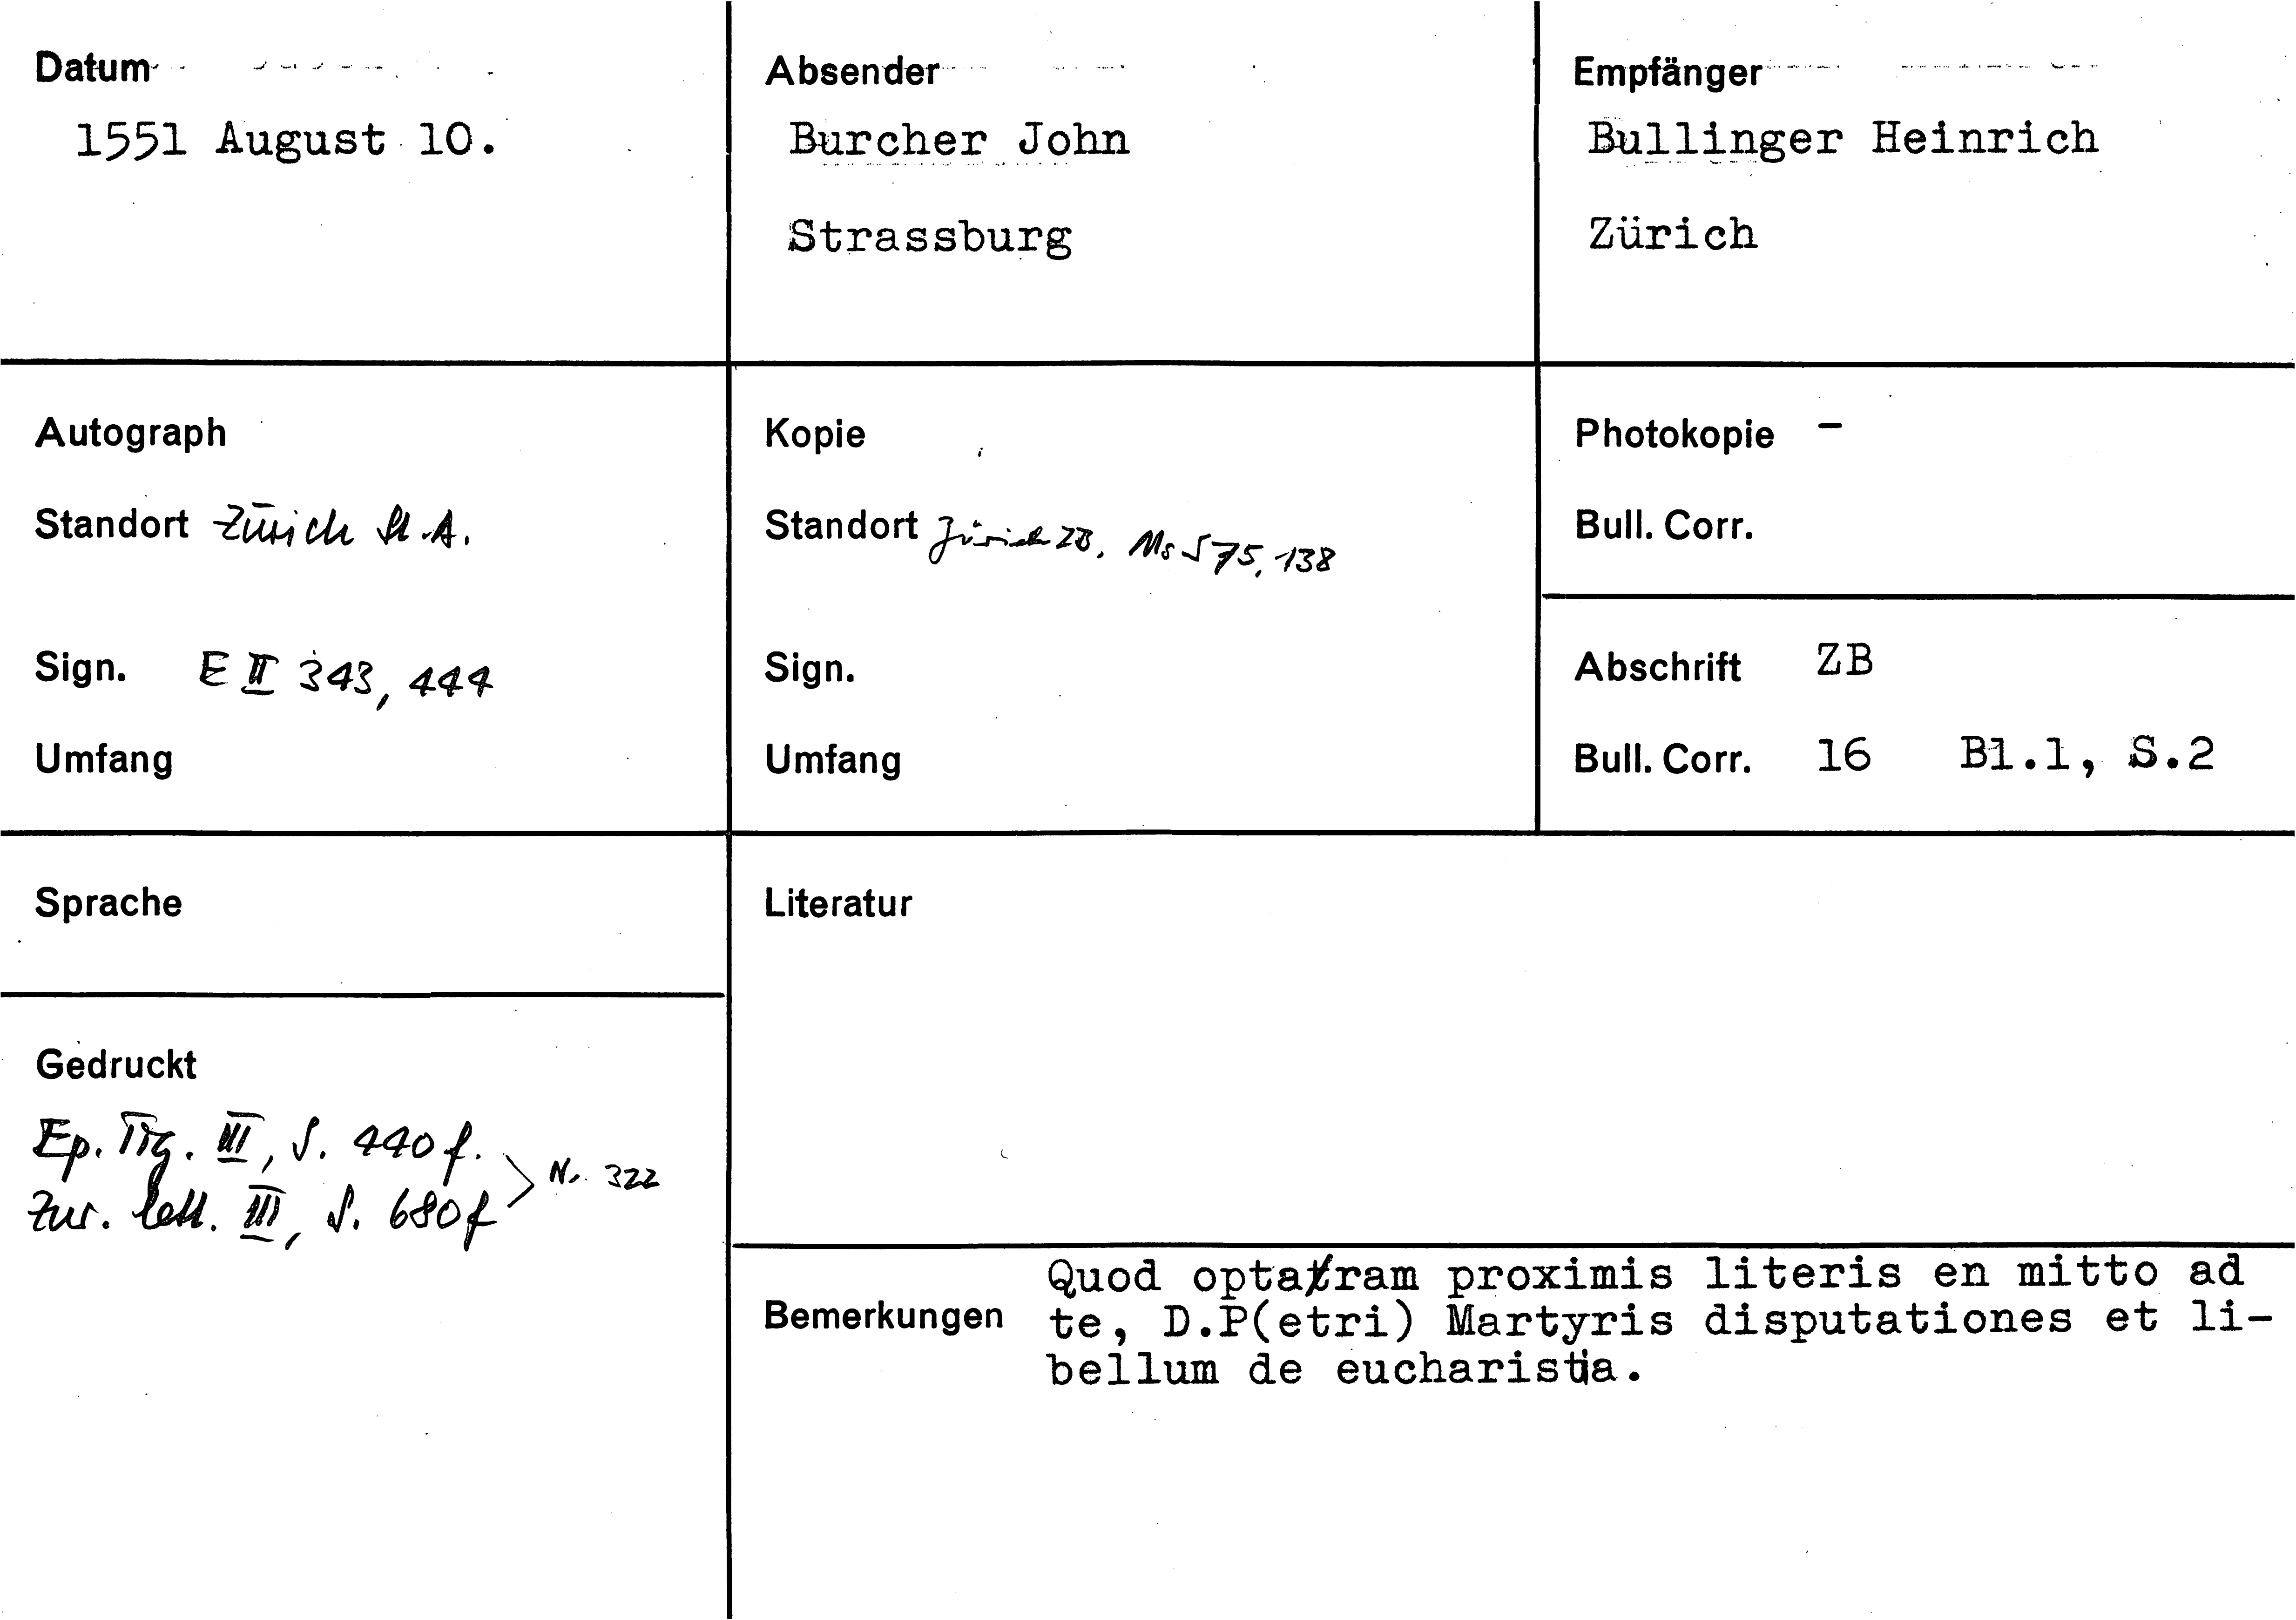 Datum
1551 August 10.
Absender
Burcher John
Strassburg
Empfänger
Bullinger Heinrich
Zürich
Autograph
Standort Zürich St.A.
Sign. E II 343, 444
Umfang
Kopie
Standort Zürich ZB, Ms S 75, 138
Sign.
Umfang
Photokopie -
Bull. Corr.
Abschrift ZB
Bull. Corr. 16 Bl.1, S.2
Sprache
Gedruckt
Ep. Tig. III, S. 440 f.
Zur. lett. III, S. 680 f
Nr. 322
Literatur
Bemerkungen
Quod optaram proximis literis en mitto ad
te, D.P(etri) Martyris disputationes et li-
bellum de eucharistia.